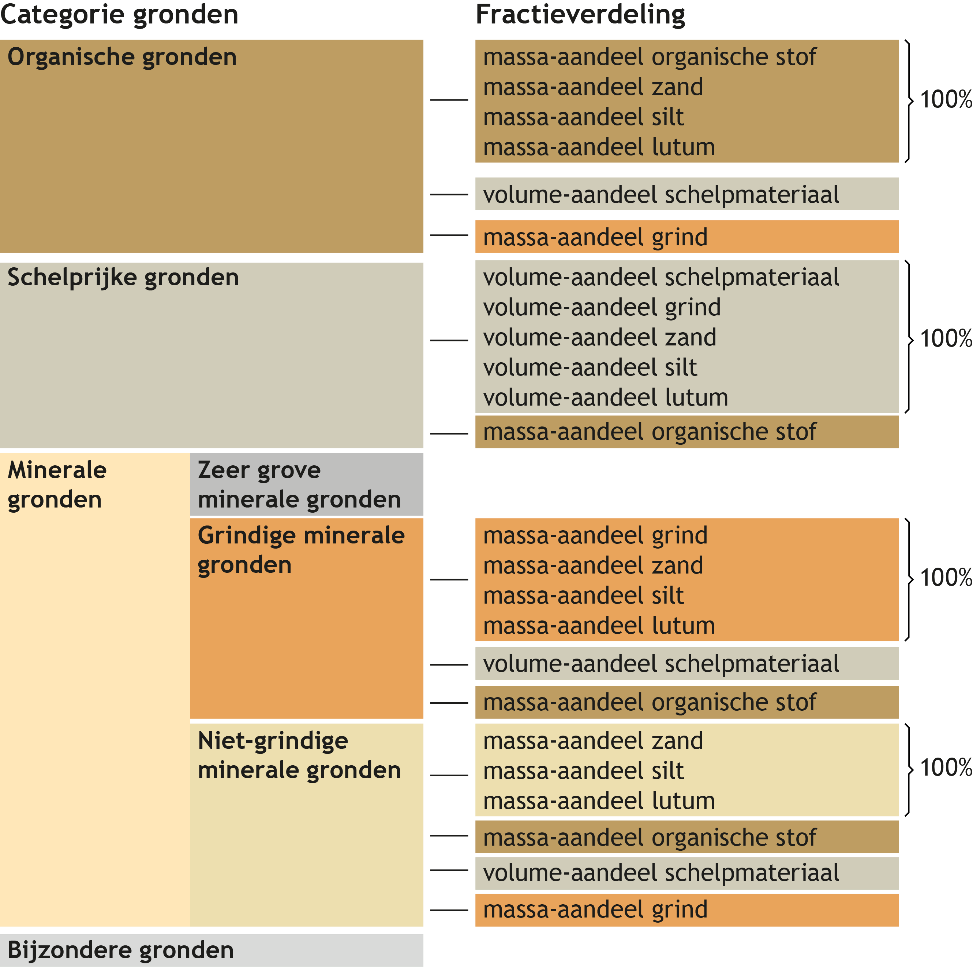 Categorie gronden
Fractieverdeling
Organische gronden
massa-aandeel organische stof
massa-aandeel zand
massa-aandeel silt
massa-aandeel lutum
100%
volume-aandeel schelpmateriaal
massa-aandeel grind
Schelprijke gronden
volume-aandeel schelpmateriaal
volume-aandeel grind
volume-aandeel zand
volume-aandeel silt
volume-aandeel lutum
100%
massa-aandeel organische stof
Minerale
gronden
Zeer grove
minerale gronden
Grindige minerale
gronden
massa-aandeel grind
massa-aandeel zand
massa-aandeel silt
massa-aandeel lutum
100%
volume-aandeel schelpmateriaal
massa-aandeel organische stof
Niet-grindige
minerale gronden
massa-aandeel zand
massa-aandeel silt
massa-aandeel lutum
100%
massa-aandeel organische stof
volume-aandeel schelpmateriaal
massa-aandeel grind
Bijzondere gronden